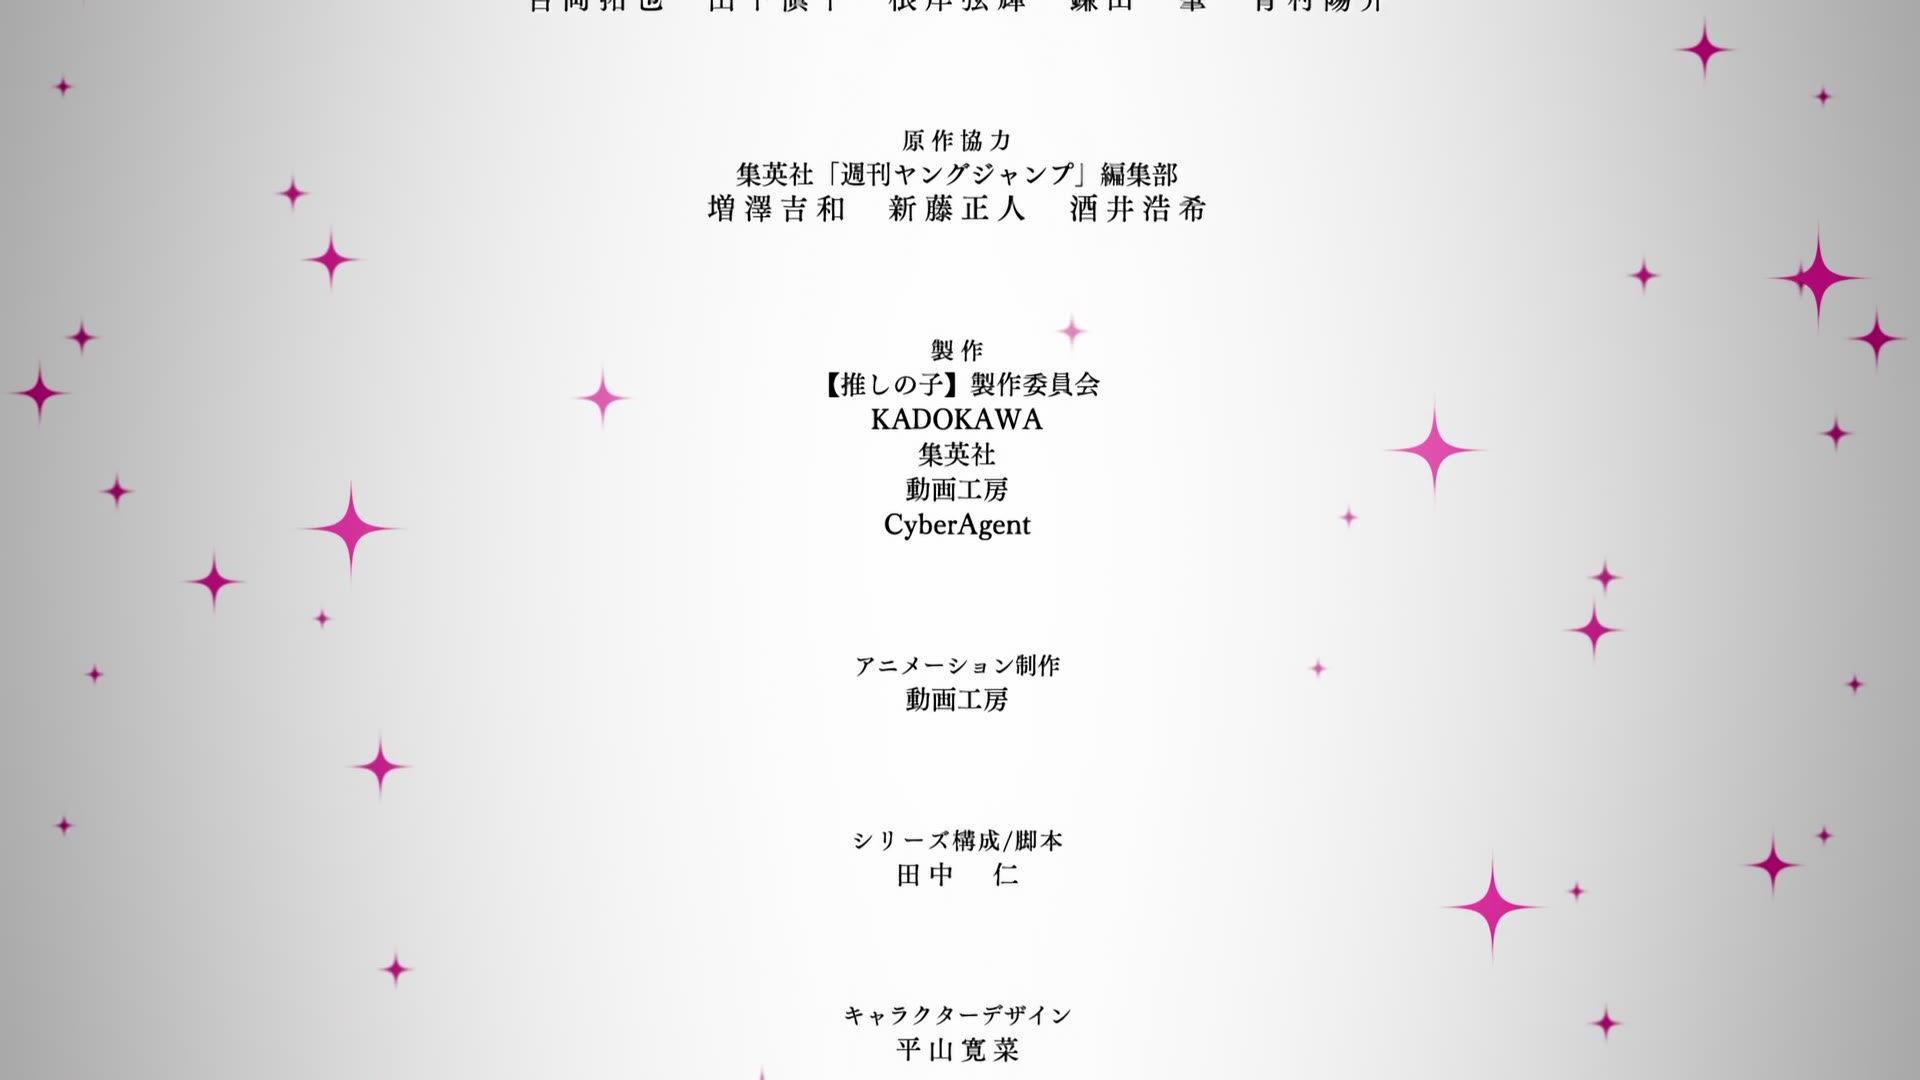 原作協力
集英社「週刊ヤングジャンプ」編集部
増澤吉和　新藤正人　酒井浩希
製作
【推しの子】製作委員会
KADOKAWA
集英社
動画工房
CyberAgent
アニメーション制作
動画工房
シリーズ構成/脚本
田中　仁
キャラクターデザイン
平山寛菜